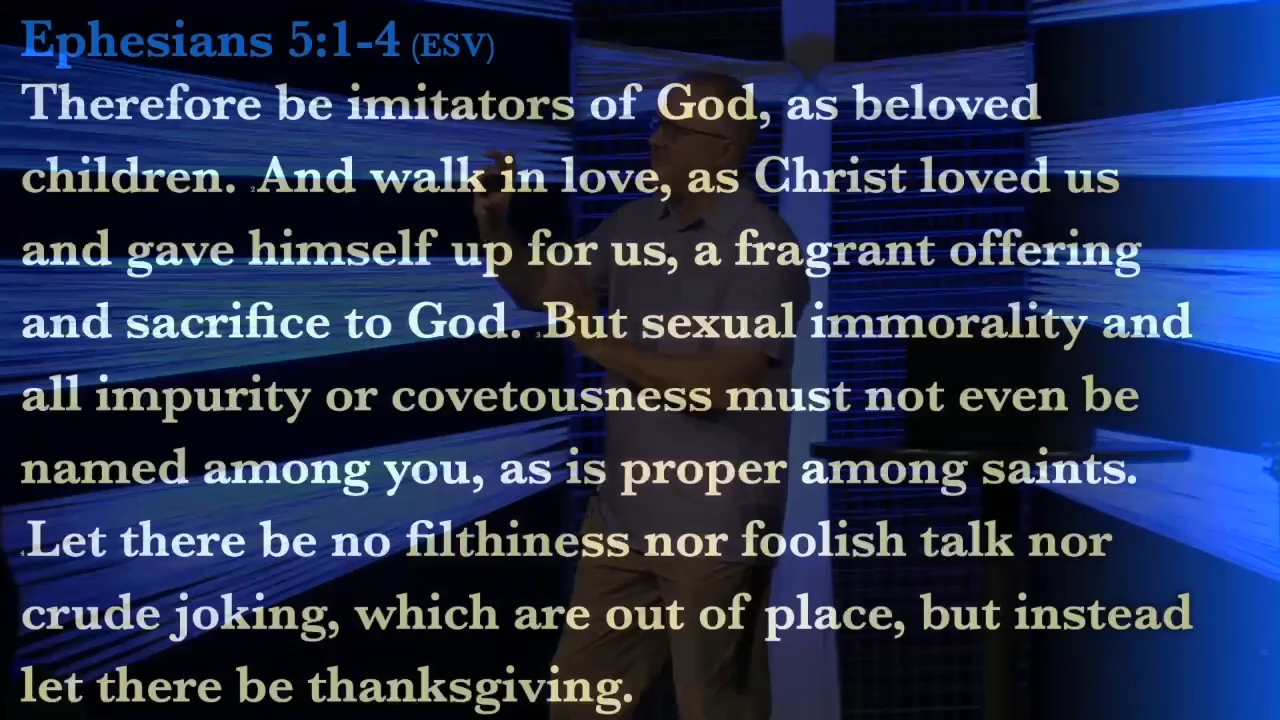 Ephesians 5:1-4 (ESV)
Therefore be imitators of God, as beloved
children. 2 And walk in love, as Christ loved us
and gave himself up for us, a fragrant offering
and sacrifice to God. 3 But sexual immorality and
all impurity or covetousness must not even be
named among you, as is proper among saints.
4 Let there be no filthiness nor foolish talk nor
crude joking, which are out of place, but instead
let there be thanksgiving.